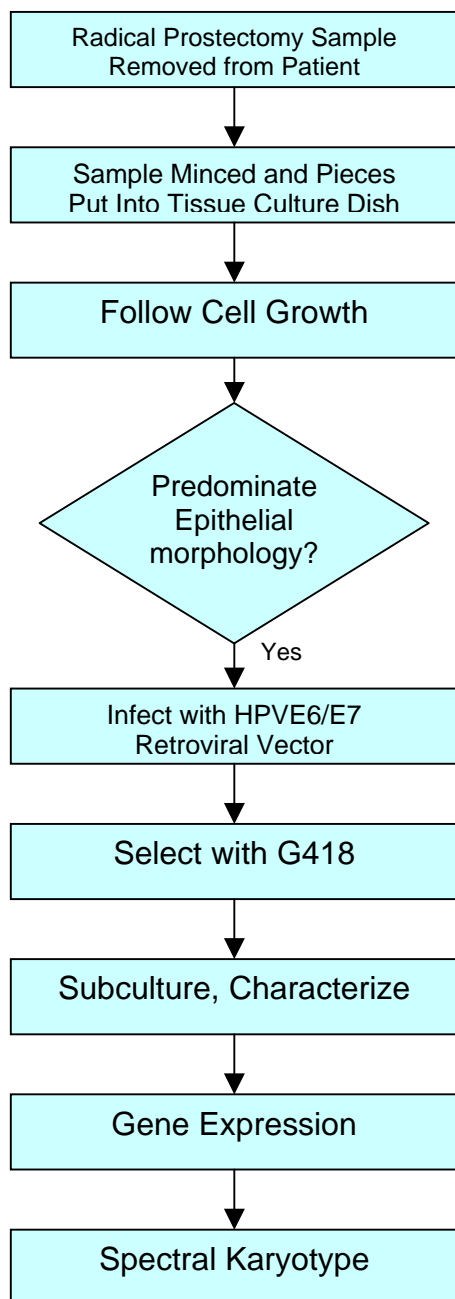 Radical Prostectomy Sample
Removed from Patient
Sample Minced and Pieces
Put Into Tissue Culture Dish
Follow Cell Growth
Predominate
Epithelial
morphology?
Yes
Infect with HPVE6/E7
Retroviral Vector
Select with G418
Subculture, Characterize
Gene Expression
Spectral Karyotype